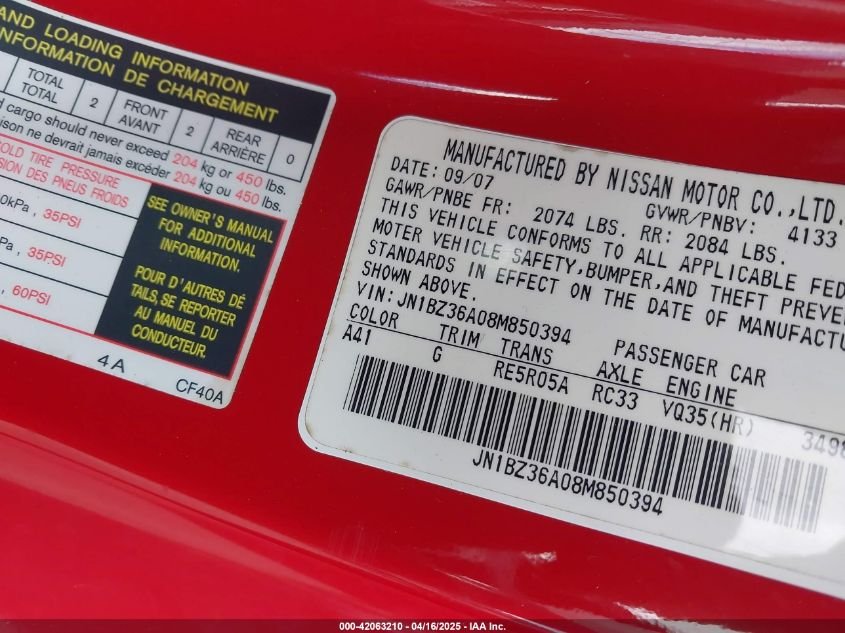 AND LOADING INFORMATION
INFORMATION DE CHARGEMENT
TOTAL
TOTAL
2
FRONT
AVANT
2
REAR
ARRIÈRE
0
cargo should never exceed 204 kg or 450 lbs.
ne devrait jamais excéder 204 kg ou 450 lbs.
TIRE PRESSURE
DES PNEUS FROIDS
, 35PSI
, 35PSI
, 60PSI
SEE OWNER'S MANUAL
FOR ADDITIONAL
INFORMATION.
POUR D'AUTRES DÉ
TAILS, SE REPORTER
AU MANUEL DU
CONDUCTEUR.
4A
CF40A
MANUFACTURED BY NISSAN MOTOR CO.,LTD.
DATE: 09/07 GVWR/PNBV: 4133
GAWR/PNBE FR: 2074 LBS. RR: 2084 LBS.
THIS VEHICLE CONFORMS TO ALL APPLICABLE FED
MOTOR VEHICLE SAFETY,BUMPER,AND THEFT PREVE
STANDARDS IN EFFECT ON THE DATE OF MANUFACTU
SHOWN ABOVE.
VIN: JN1BZ36A08M850394 PASSENGER CAR
COLOR TRIM TRANS AXLE ENGINE
A41 G RE5R05A RC33 VQ35(HR) 3498
JN1BZ36A08M850394
000-42063210 - 04/16/2025 - IAA Inc.